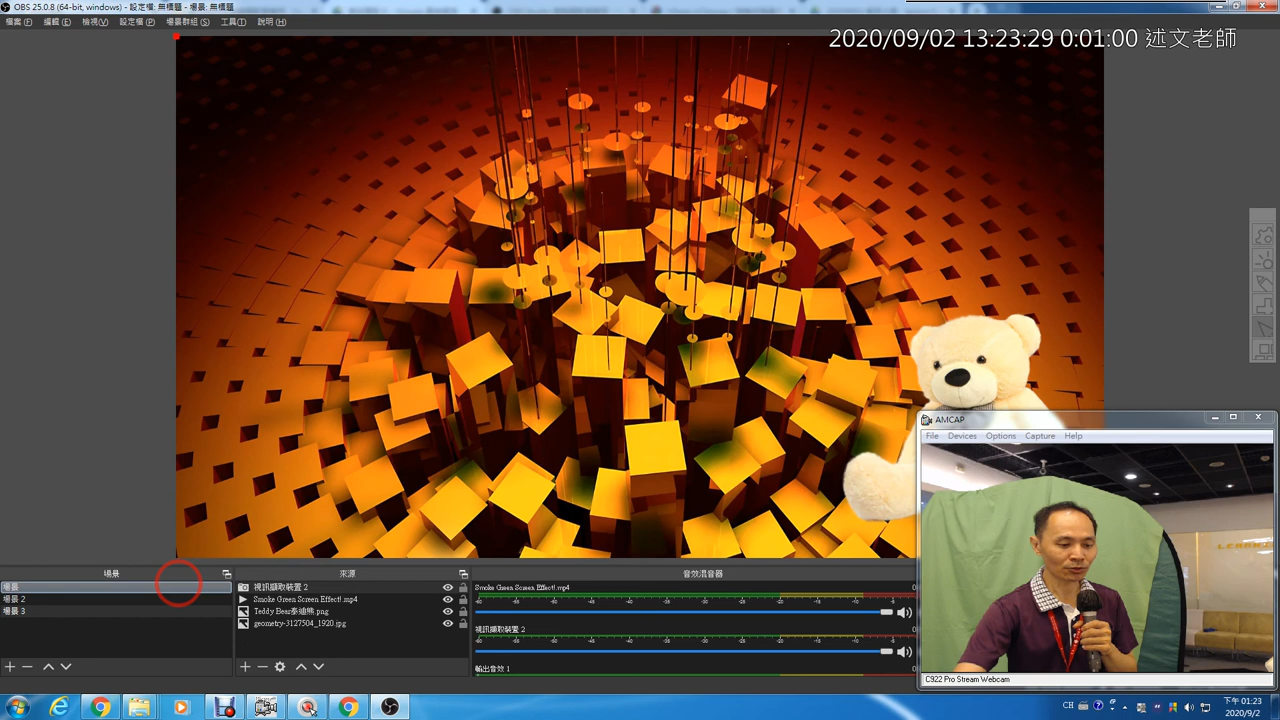 OBS 25.0.8 (64-bit, windows) - 設定檔: 無標題 - 場景: 無標題
檔案(F) 編輯(E) 檢視(V) 設定檔(P) 場景群組(S) 工具(T) 說明(H)
2020/09/02 13:23:29 0:01:00 述文老師
AMCAP
File Devices Options Capture Help
C922 Pro Stream Webcam
場景
場景
場景 2
場景 3
來源
視訊擷取裝置 2
Smoke Green Screen Effect!.mp4
Teddy Bear泰迪熊.png
geometry-3127504_1920.jpg
音效混音器
Smoke Green Screen Effect!.mp4
視訊擷取裝置 2
輸出音效 1
CH
下午 01:23
2020/9/2